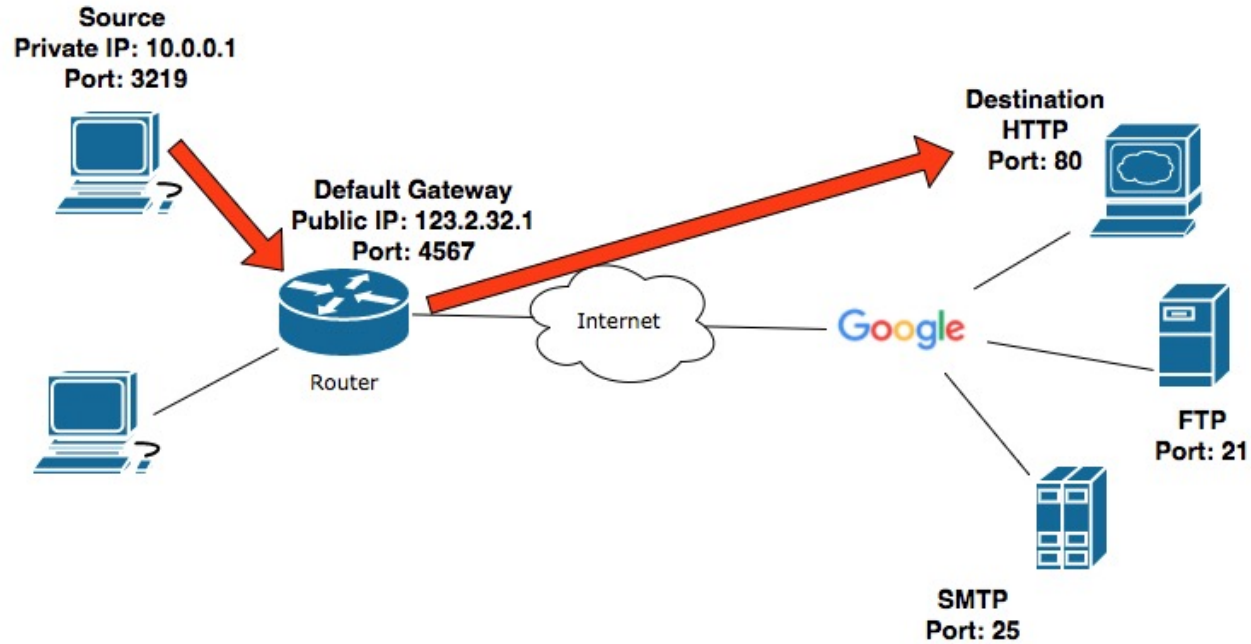 Source
Private IP: 10.0.0.1
Port: 3219
Destination
HTTP
Port: 80
Default Gateway
Public IP: 123.2.32.1
Port: 4567
Internet
Google
Router
FTP
Port: 21
SMTP
Port: 25